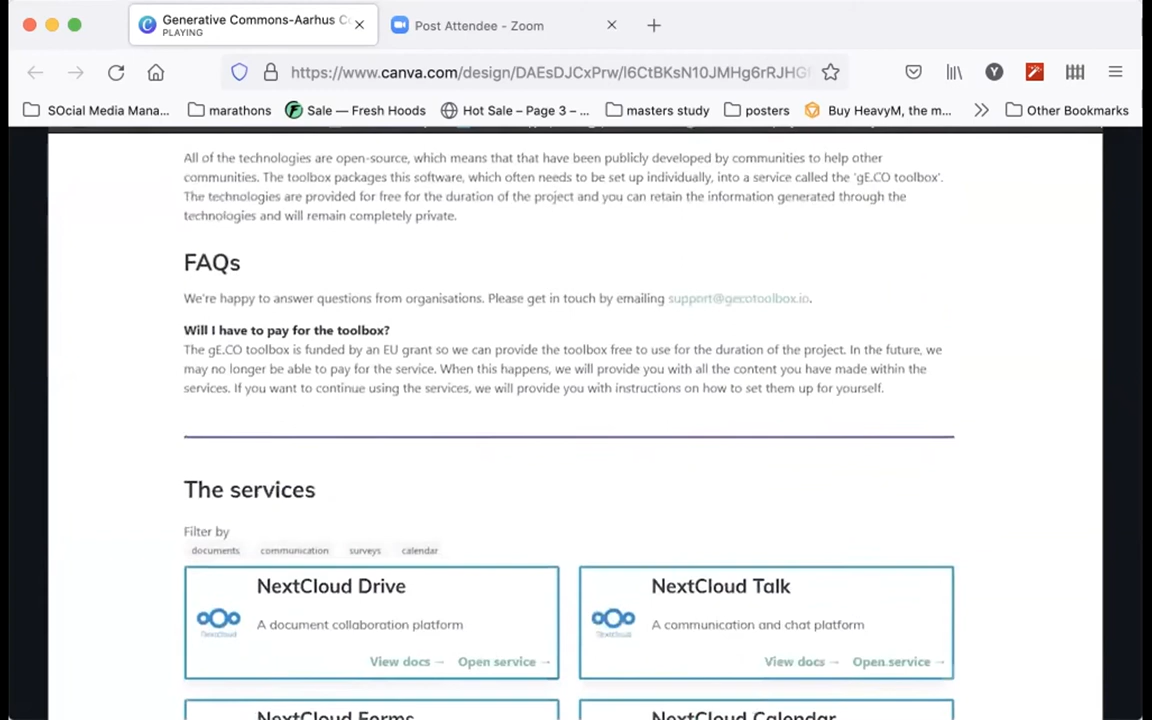 Generative Commons-Aarhus C
PLAYING
Post Attendee - Zoom
https://www.canva.com/design/DAEsDJCxPrw/l6CtBKsN10JMHg6rRJHG
SOcial Media Mana...
marathons
Sale — Fresh Hoods
Hot Sale – Page 3 – ...
masters study
posters
Buy HeavyM, the m...
Other Bookmarks
All of the technologies are open-source, which means that that have been publicly developed by communities to help other
communities. The toolbox packages this software, which often needs to be set up individually, into a service called the 'gE.CO toolbox'.
The technologies are provided for free for the duration of the project and you can retain the information generated through the
technologies and will remain completely private.
FAQs
We're happy to answer questions from organisations. Please get in touch by emailing support@gecotoolbox.io.
Will I have to pay for the toolbox?
The gE.CO toolbox is funded by an EU grant so we can provide the toolbox free to use for the duration of the project. In the future, we
may no longer be able to pay for the service. When this happens, we will provide you with all the content you have made within the
services. If you want to continue using the services, we will provide you with instructions on how to set them up for yourself.
The services
Filter by
documents communication surveys calendar
NextCloud Drive
NextCloud
A document collaboration platform
View docs → Open service →
NextCloud Talk
NextCloud
A communication and chat platform
View docs → Open service →
NextCloud Forms
NextCloud Calendar